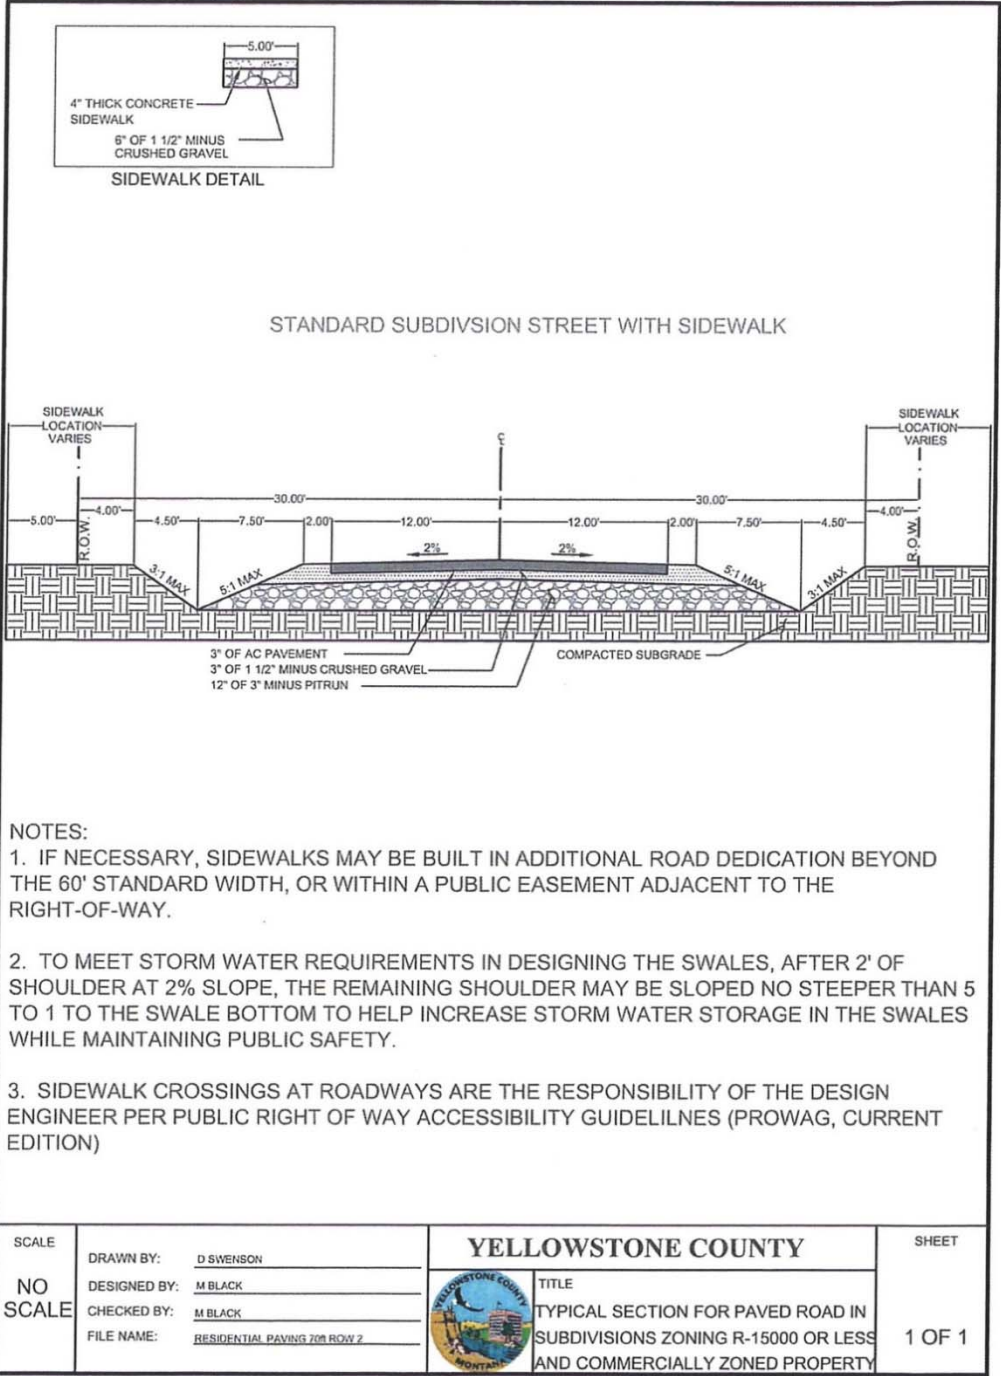 5.00'
4" THICK CONCRETE
SIDEWALK
6" OF 1 1/2" MINUS
CRUSHED GRAVEL
SIDEWALK DETAIL
STANDARD SUBDIVSION STREET WITH SIDEWALK
SIDEWALK
LOCATION
VARIES
℄
SIDEWALK
LOCATION
VARIES
30.00'
30.00'
5.00'
4.00'
4.50'
7.50'
2.00'
12.00'
12.00'
2.00'
7.50'
4.50'
4.00'
R.O.W.
R.O.W.
2%
2%
3:1 MAX
5:1 MAX
5:1 MAX
3:1 MAX
3" OF AC PAVEMENT
3" OF 1 1/2" MINUS CRUSHED GRAVEL
12" OF 3" MINUS PITRUN
COMPACTED SUBGRADE
NOTES:
1. IF NECESSARY, SIDEWALKS MAY BE BUILT IN ADDITIONAL ROAD DEDICATION BEYOND
THE 60' STANDARD WIDTH, OR WITHIN A PUBLIC EASEMENT ADJACENT TO THE
RIGHT-OF-WAY.
2. TO MEET STORM WATER REQUIREMENTS IN DESIGNING THE SWALES, AFTER 2' OF
SHOULDER AT 2% SLOPE, THE REMAINING SHOULDER MAY BE SLOPED NO STEEPER THAN 5
TO 1 TO THE SWALE BOTTOM TO HELP INCREASE STORM WATER STORAGE IN THE SWALES
WHILE MAINTAINING PUBLIC SAFETY.
3. SIDEWALK CROSSINGS AT ROADWAYS ARE THE RESPONSIBILITY OF THE DESIGN
ENGINEER PER PUBLIC RIGHT OF WAY ACCESSIBILITY GUIDELILNES (PROWAG, CURRENT
EDITION)
SCALE
NO
SCALE
DRAWN BY: D SWENSON
DESIGNED BY: M BLACK
CHECKED BY: M BLACK
FILE NAME: RESIDENTIAL PAVING 70ft ROW 2
YELLOWSTONE COUNTY
YELLOWSTONE COUNTY
MONTANA
TITLE
TYPICAL SECTION FOR PAVED ROAD IN
SUBDIVISIONS ZONING R-15000 OR LESS
AND COMMERCIALLY ZONED PROPERTY
SHEET
1 OF 1